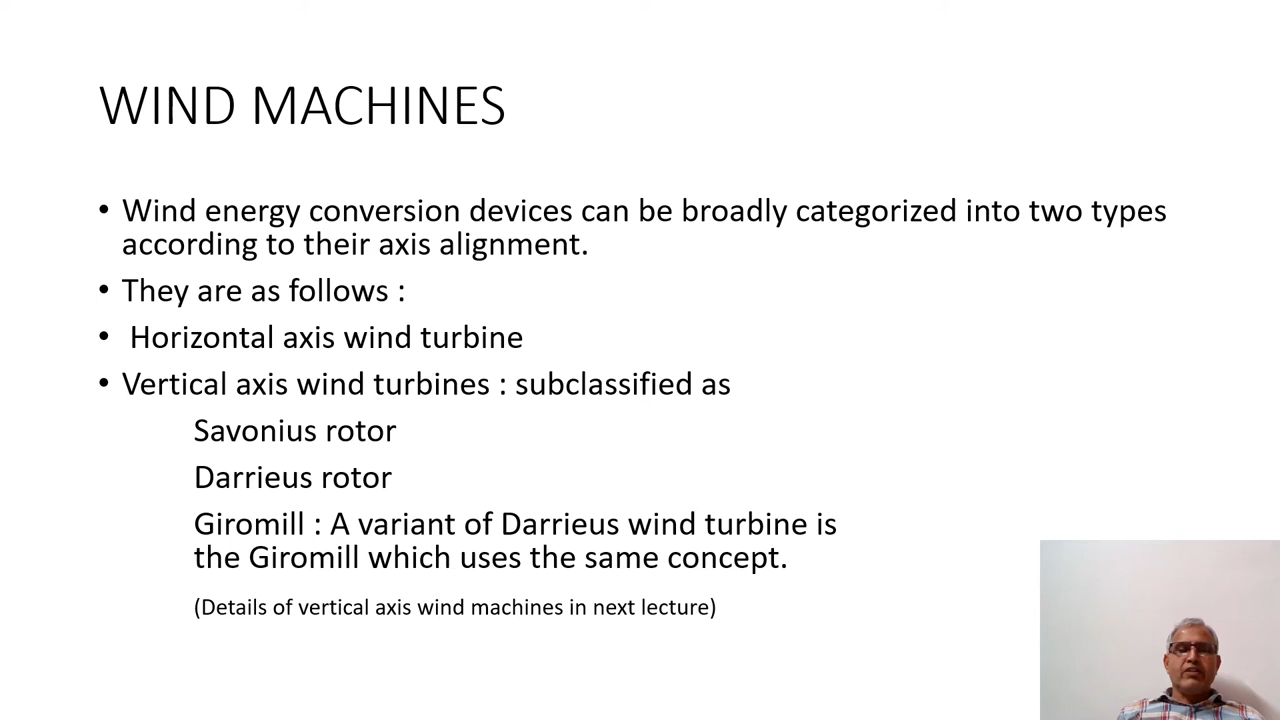 WIND MACHINES
• Wind energy conversion devices can be broadly categorized into two types
according to their axis alignment.
• They are as follows :
• Horizontal axis wind turbine
• Vertical axis wind turbines : subclassified as
Savonius rotor
Darrieus rotor
Giromill : A variant of Darrieus wind turbine is
the Giromill which uses the same concept.
(Details of vertical axis wind machines in next lecture)